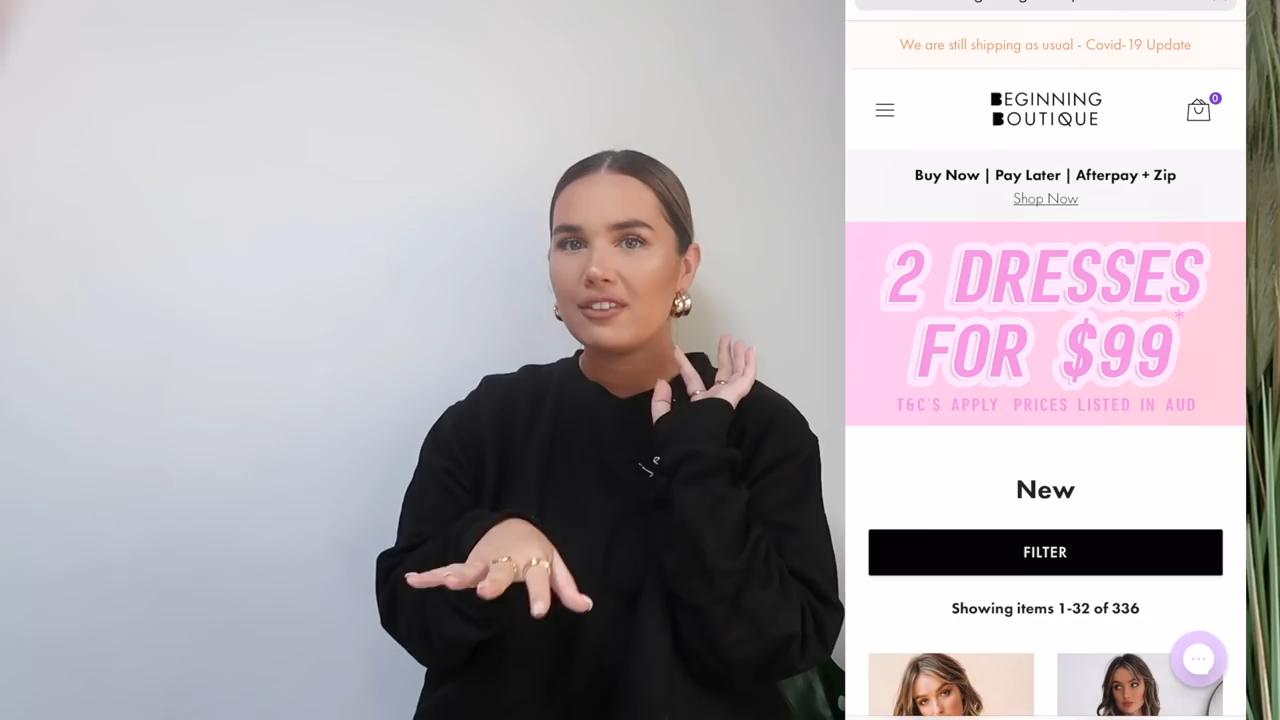 We are still shipping as usual - Covid-19 Update
BEGINNING
BOUTIQUE
0
Buy Now | Pay Later | Afterpay + Zip
Shop Now
2 DRESSES
FOR $99*
T&C'S APPLY. PRICES LISTED IN AUD
New
FILTER
Showing items 1-32 of 336